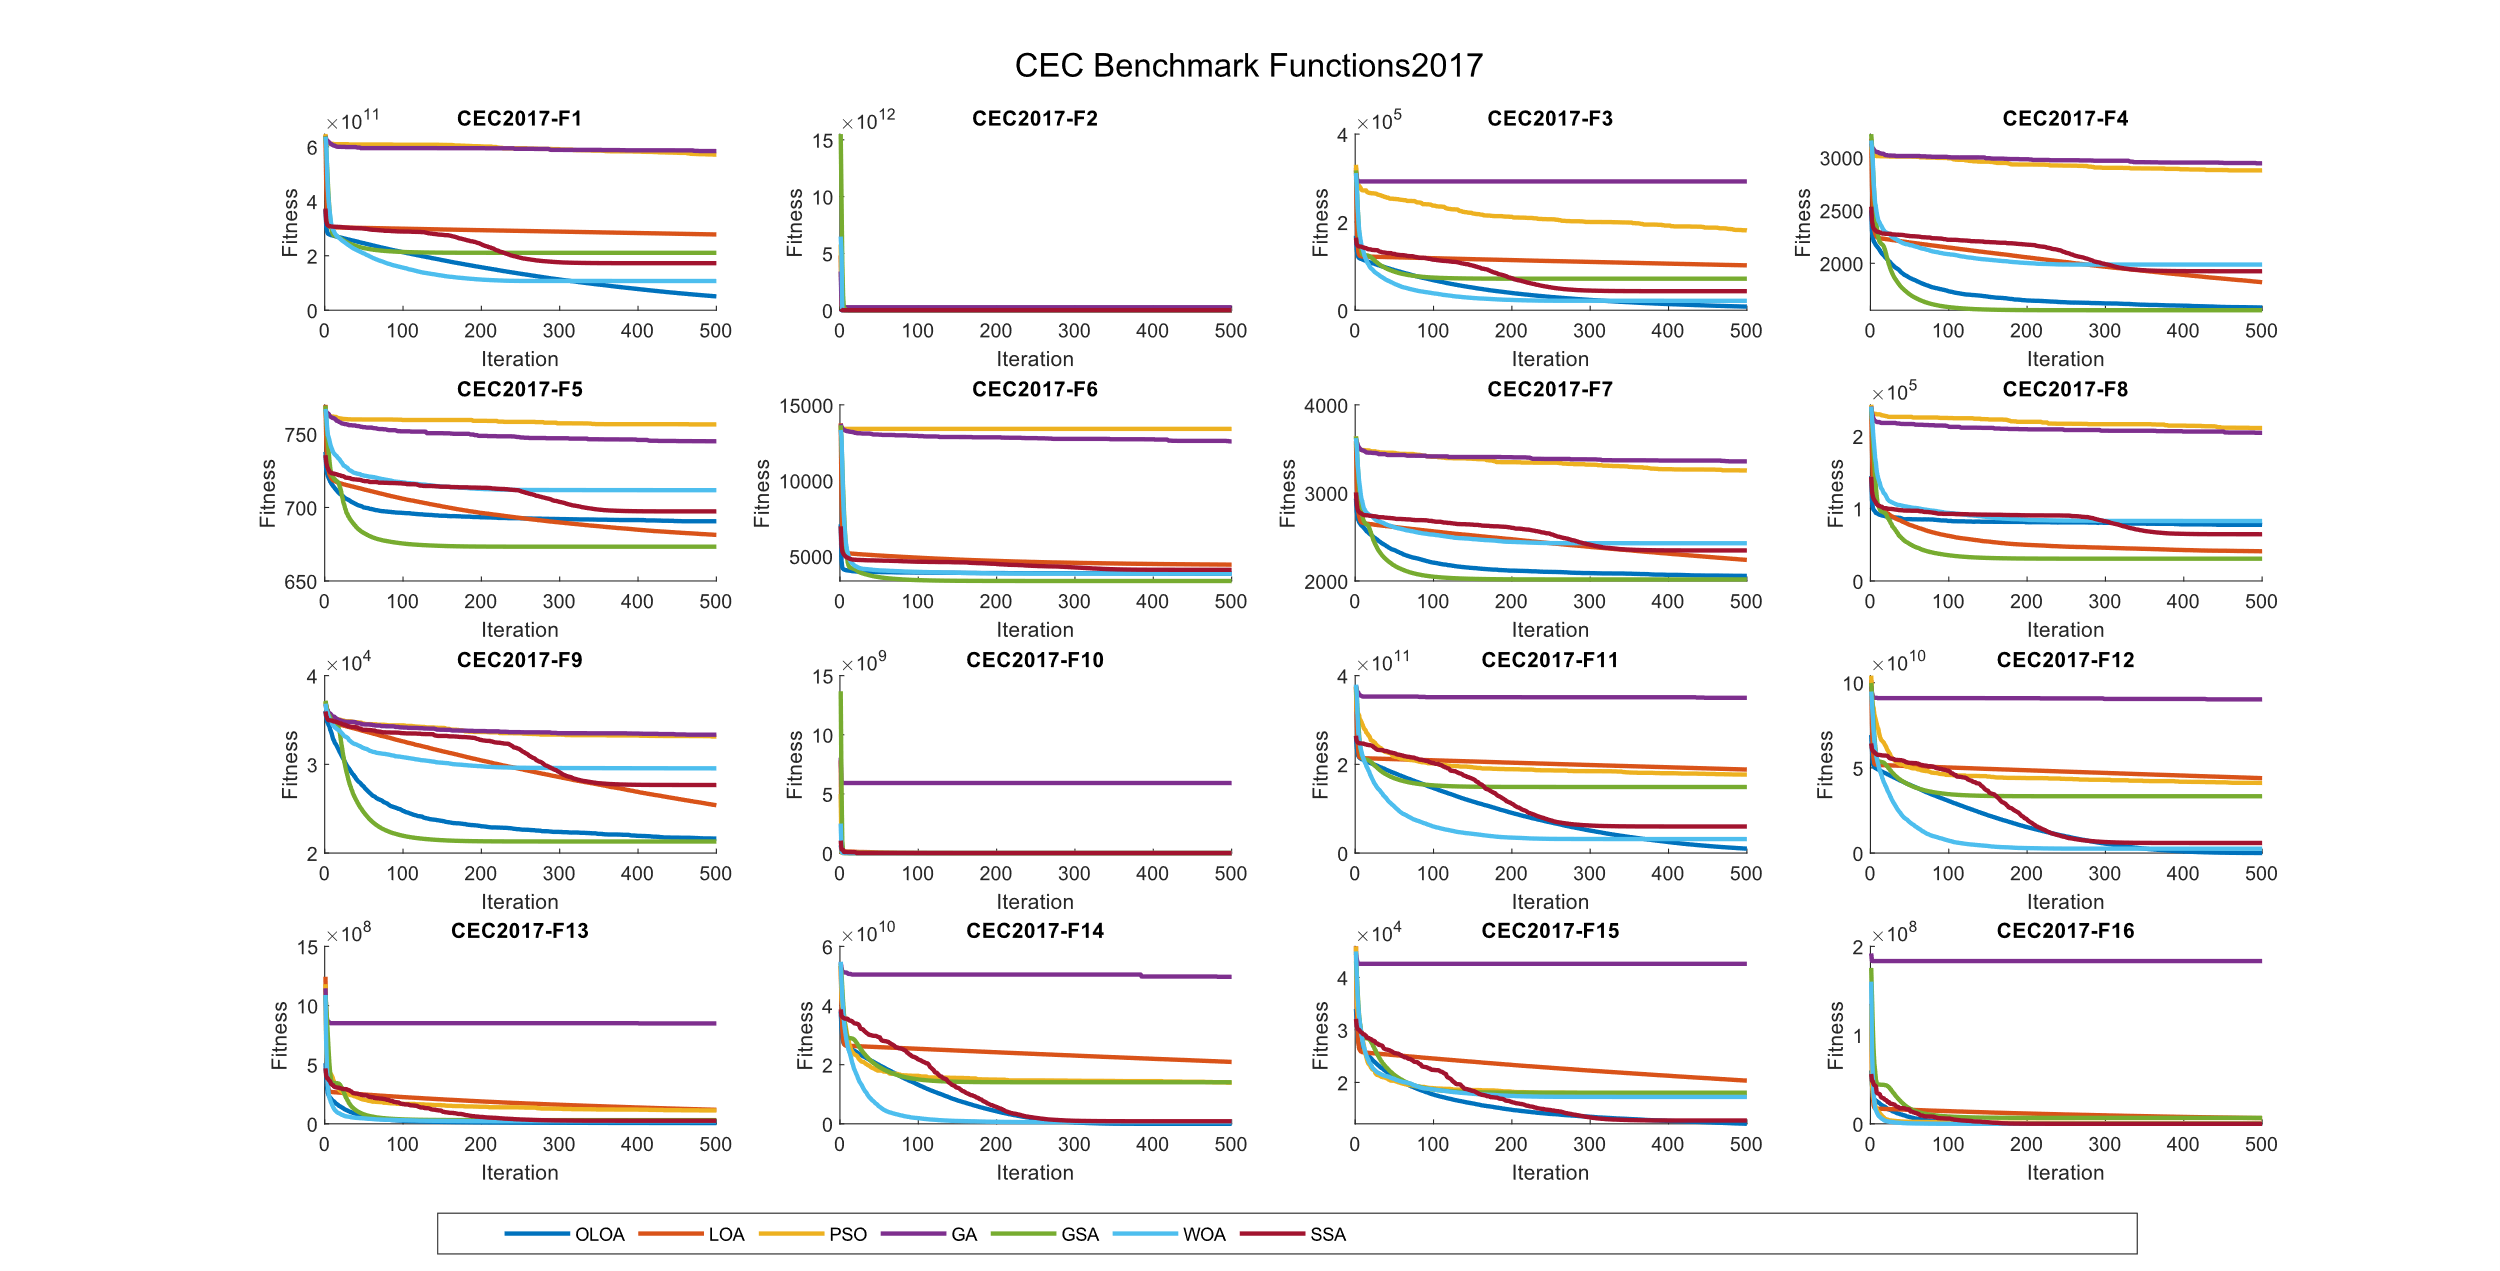 CEC Benchmark Functions2017
CEC2017-F1
×10^11
6
4
2
0
Fitness
0 100 200 300 400 500
Iteration
CEC2017-F2
×10^12
15
10
5
0
Fitness
0 100 200 300 400 500
Iteration
CEC2017-F3
×10^5
4
2
0
Fitness
0 100 200 300 400 500
Iteration
CEC2017-F4
3000
2500
2000
Fitness
0 100 200 300 400 500
Iteration
CEC2017-F5
750
700
650
Fitness
0 100 200 300 400 500
Iteration
CEC2017-F6
15000
10000
5000
Fitness
0 100 200 300 400 500
Iteration
CEC2017-F7
4000
3000
2000
Fitness
0 100 200 300 400 500
Iteration
CEC2017-F8
×10^5
2
1
0
Fitness
0 100 200 300 400 500
Iteration
CEC2017-F9
×10^4
4
3
2
Fitness
0 100 200 300 400 500
Iteration
CEC2017-F10
×10^9
15
10
5
0
Fitness
0 100 200 300 400 500
Iteration
CEC2017-F11
×10^11
4
2
0
Fitness
0 100 200 300 400 500
Iteration
CEC2017-F12
×10^10
10
5
0
Fitness
0 100 200 300 400 500
Iteration
CEC2017-F13
×10^8
15
10
5
0
Fitness
0 100 200 300 400 500
Iteration
CEC2017-F14
×10^10
6
4
2
0
Fitness
0 100 200 300 400 500
Iteration
CEC2017-F15
×10^4
4
3
2
Fitness
0 100 200 300 400 500
Iteration
CEC2017-F16
×10^8
2
1
0
Fitness
0 100 200 300 400 500
Iteration
OLOA LOA PSO GA GSA WOA SSA